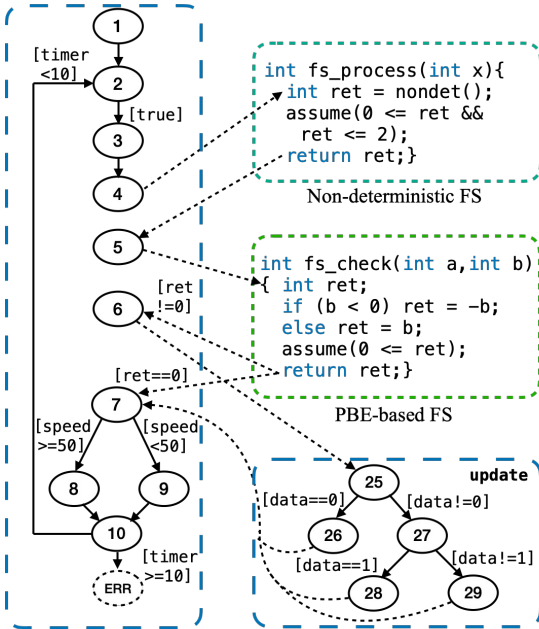 1
[timer
<10]
2
[true]
3
4
5
6
[ret
!=0]
[ret==0]
7
[speed
>=50]
[speed
<50]
8
9
10
[timer
>=10]
ERR
int fs_process(int x){
int ret = nondet();
assume(0 <= ret &&
ret <= 2);
return ret;}
Non-deterministic FS
int fs_check(int a,int b)
{ int ret;
if (b < 0) ret = -b;
else ret = b;
assume(0 <= ret);
return ret;}
PBE-based FS
update
25
[data==0]
[data!=0]
26
27
[data==1]
[data!=1]
28
29